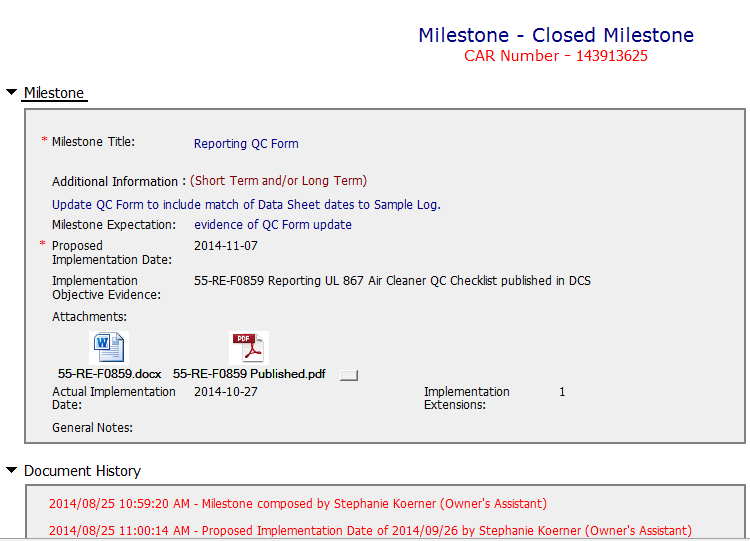 Milestone - Closed Milestone
CAR Number - 143913625
Milestone
* Milestone Title: Reporting QC Form
Additional Information : (Short Term and/or Long Term)
Update QC Form to include match of Data Sheet dates to Sample Log.
Milestone Expectation: evidence of QC Form update
* Proposed Implementation Date: 2014-11-07
Implementation Objective Evidence: 55-RE-F0859 Reporting UL 867 Air Cleaner QC Checklist published in DCS
Attachments:
PDF
55-RE-F0859.docx 55-RE-F0859 Published.pdf
Actual Implementation Date: 2014-10-27 Implementation Extensions: 1
General Notes:
Document History
2014/08/25 10:59:20 AM - Milestone composed by Stephanie Koerner (Owner's Assistant)
2014/08/25 11:00:14 AM - Proposed Implementation Date of 2014/09/26 by Stephanie Koerner (Owner's Assistant)